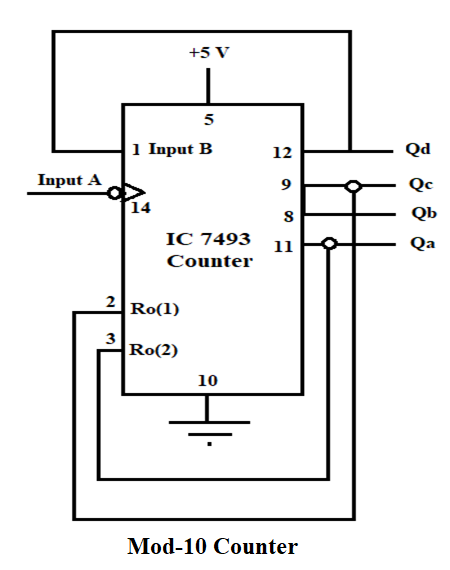 +5 V
5
1 Input B
12
Qd
Input A
9
Qc
14
8
Qb
IC 7493
Counter
11
Qa
2
Ro(1)
3
Ro(2)
10
Mod-10 Counter